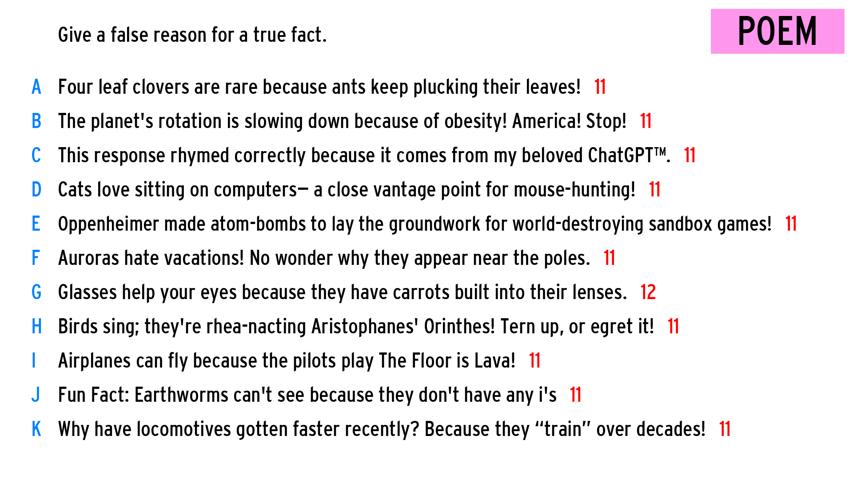 Give a false reason for a true fact.
POEM
A Four leaf clovers are rare because ants keep plucking their leaves! 11
B The planet's rotation is slowing down because of obesity! America! Stop! 11
C This response rhymed correctly because it comes from my beloved ChatGPT™. 11
D Cats love sitting on computers— a close vantage point for mouse-hunting! 11
E Oppenheimer made atom-bombs to lay the groundwork for world-destroying sandbox games! 11
F Auroras hate vacations! No wonder why they appear near the poles. 11
G Glasses help your eyes because they have carrots built into their lenses. 12
H Birds sing; they're rhea-nacting Aristophanes' Orinthes! Tern up, or egret it! 11
I Airplanes can fly because the pilots play The Floor is Lava! 11
J Fun Fact: Earthworms can't see because they don't have any i's 11
K Why have locomotives gotten faster recently? Because they “train” over decades! 11